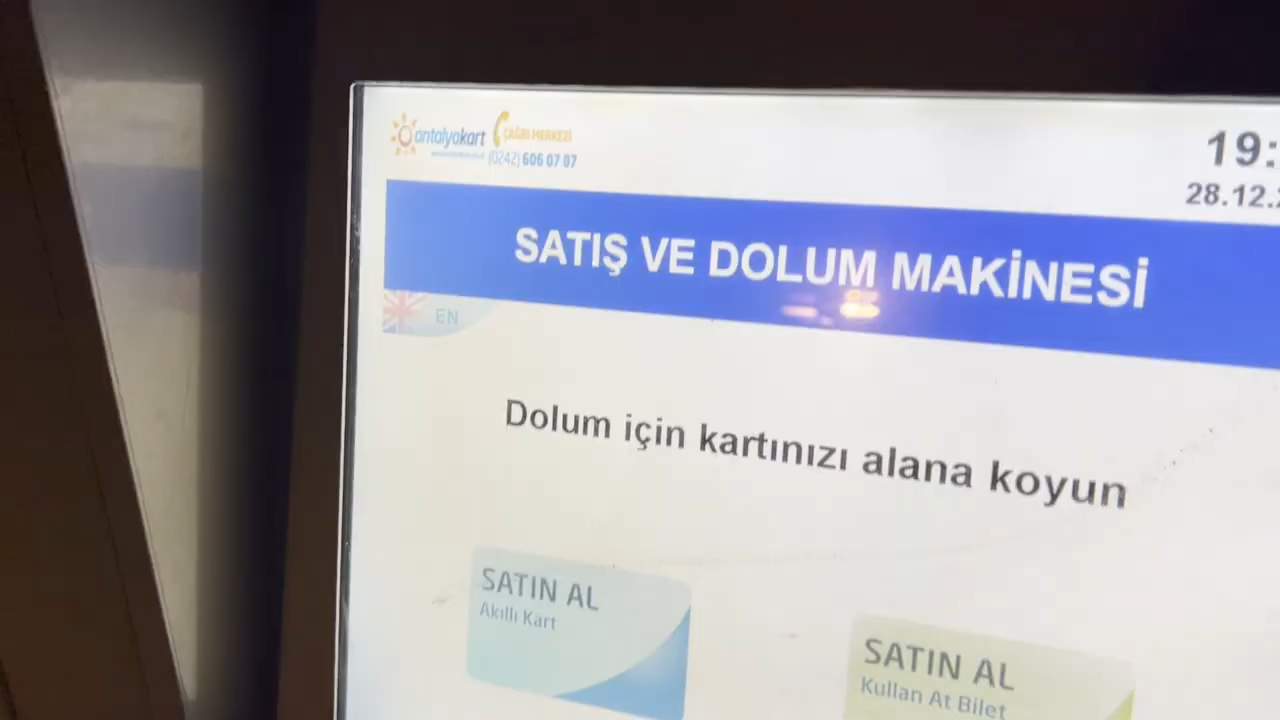 antalyakart
ÇAĞRI MERKEZİ
(0242) 606 07 07
19:
28.12.
SATIŞ VE DOLUM MAKİNESİ
EN
Dolum için kartınızı alana koyun
SATIN AL
Akıllı Kart
SATIN AL
Kullan At Bilet